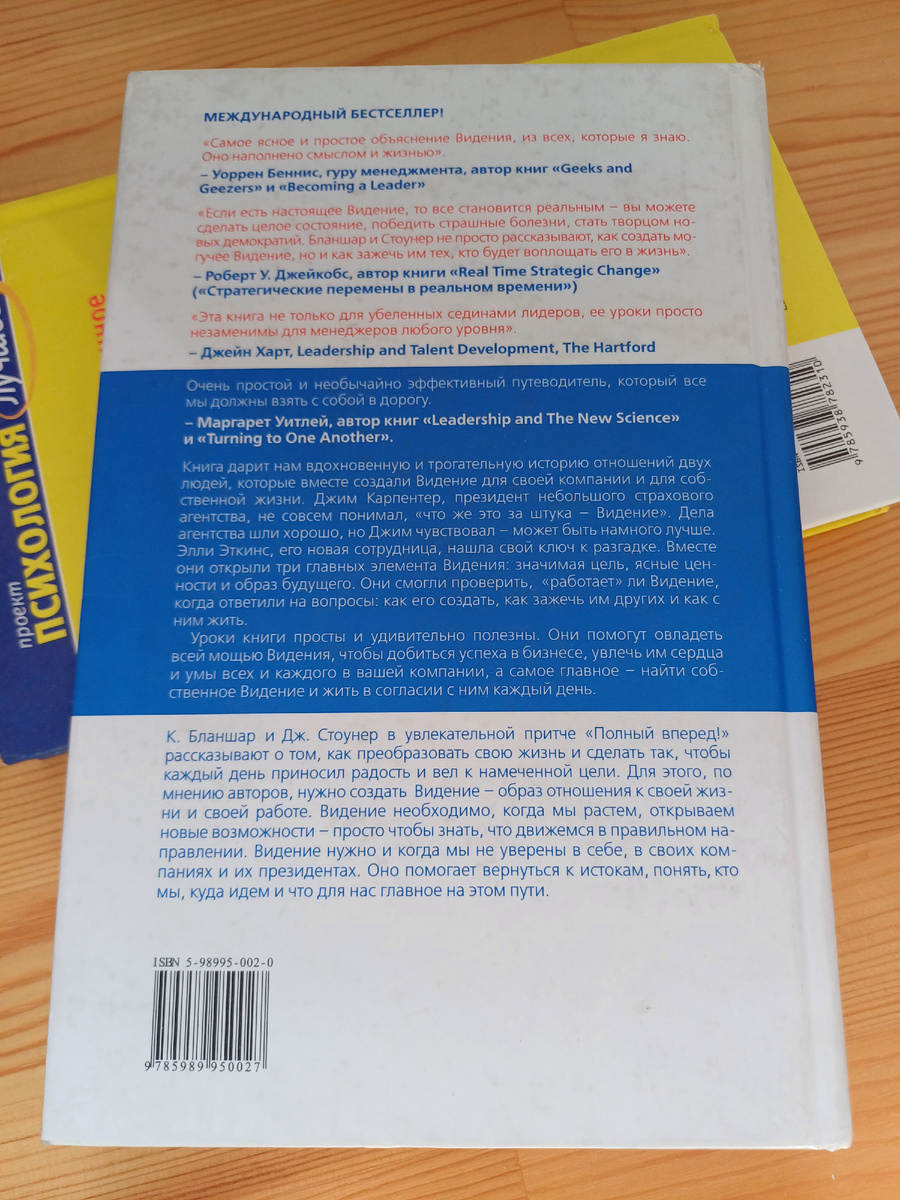 МЕЖДУНАРОДНЫЙ БЕСТСЕЛЛЕР!
«Самое ясное и простое объяснение Видения, из всех, которые я знаю.
Оно наполнено смыслом и жизнью».
– Уоррен Беннис, гуру менеджмента, автор книг «Geeks and
Geezers» и «Becoming a Leader»
«Если есть настоящее Видение, то все становится реальным – вы можете
сделать целое состояние, победить страшные болезни, стать творцом но-
вых демократий. Бланшар и Стоунер не просто рассказывают, как создать мо-
гучее Видение, но и как зажечь им тех, кто будет воплощать его в жизнь».
– Роберт У. Джейкобс, автор книги «Real Time Strategic Change»
(«Стратегические перемены в реальном времени»)
«Эта книга не только для убеленных сединами лидеров, ее уроки просто
незаменимы для менеджеров любого уровня».
– Джейн Харт, Leadership and Talent Development, The Hartford
Очень простой и необычайно эффективный путеводитель, который все
мы должны взять с собой в дорогу.
– Маргарет Уитлей, автор книг «Leadership and The New Science»
и «Turning to One Another».
Книга дарит нам вдохновенную и трогательную историю отношений двух
людей, которые вместе создали Видение для своей компании и для соб-
ственной жизни. Джим Карпентер, президент небольшого страхового
агентства, не совсем понимал, «что же это за штука – Видение». Дела
агентства шли хорошо, но Джим чувствовал – может быть намного лучше.
Элли Эткинс, его новая сотрудница, нашла свой ключ к разгадке. Вместе
они открыли три главных элемента Видения: значимая цель, ясные цен-
ности и образ будущего. Они смогли проверить, «работает» ли Видение,
когда ответили на вопросы: как его создать, как зажечь им других и как с
ним жить.
Уроки книги просты и удивительно полезны. Они помогут овладеть
всей мощью Видения, чтобы добиться успеха в бизнесе, увлечь им сердца
и умы всех и каждого в вашей компании, а самое главное – найти соб-
ственное Видение и жить в согласии с ним каждый день.
К. Бланшар и Дж. Стоунер в увлекательной притче «Полный вперед!»
рассказывают о том, как преобразовать свою жизнь и сделать так, чтобы
каждый день приносил радость и вел к намеченной цели. Для этого, по
мнению авторов, нужно создать Видение – образ отношения к своей жиз-
ни и своей работе. Видение необходимо, когда мы растем, открываем
новые возможности – просто чтобы знать, что движемся в правильном на-
правлении. Видение нужно и когда мы не уверены в себе, в своих ком-
паниях и их президентах. Оно помогает вернуться к истокам, понять, кто
мы, куда идем и что для нас главное на этом пути.
ISBN 5-98995-002-0
9 785989 950027
проект
ПСИХОЛОГИЯ
ISBN
9 785938 782310